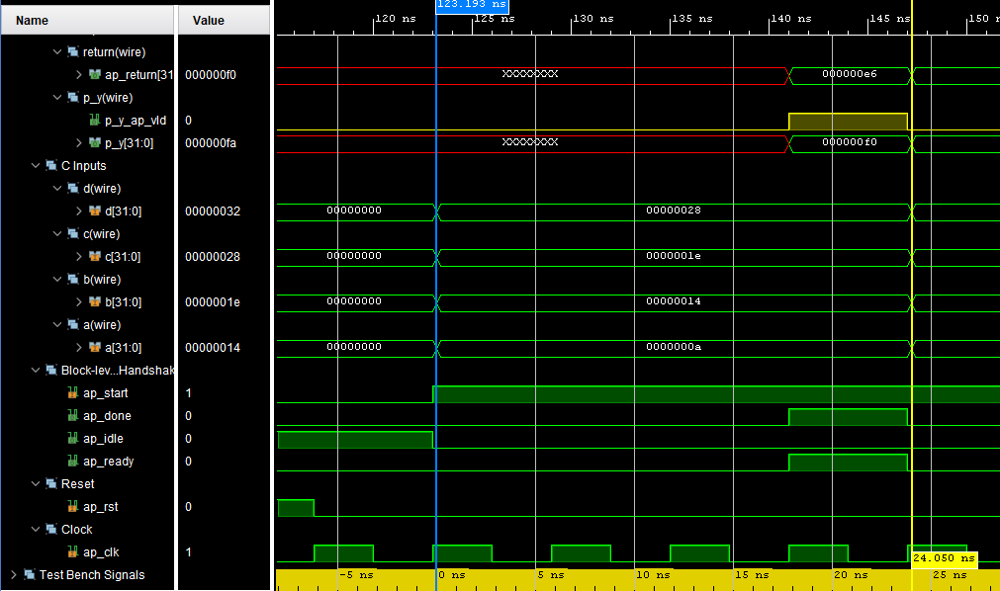 Name Value
123.193 ns
120 ns 125 ns 130 ns 135 ns 140 ns 145 ns 150
return(wire)
ap_return[31 000000f0 XXXXXXXX 000000e6
p_y(wire)
p_y_ap_vld 0
p_y[31:0] 000000fa XXXXXXXX 000000f0
C Inputs
d(wire)
d[31:0] 00000032 00000000 00000028
c(wire)
c[31:0] 00000028 00000000 0000001e
b(wire)
b[31:0] 0000001e 00000000 00000014
a(wire)
a[31:0] 00000014 00000000 0000000a
Block-lev...Handshak
ap_start 1
ap_done 0
ap_idle 0
ap_ready 0
Reset
ap_rst 0
Clock
ap_clk 1
24.050 ns
Test Bench Signals
-5 ns 0 ns 5 ns 10 ns 15 ns 20 ns 25 ns